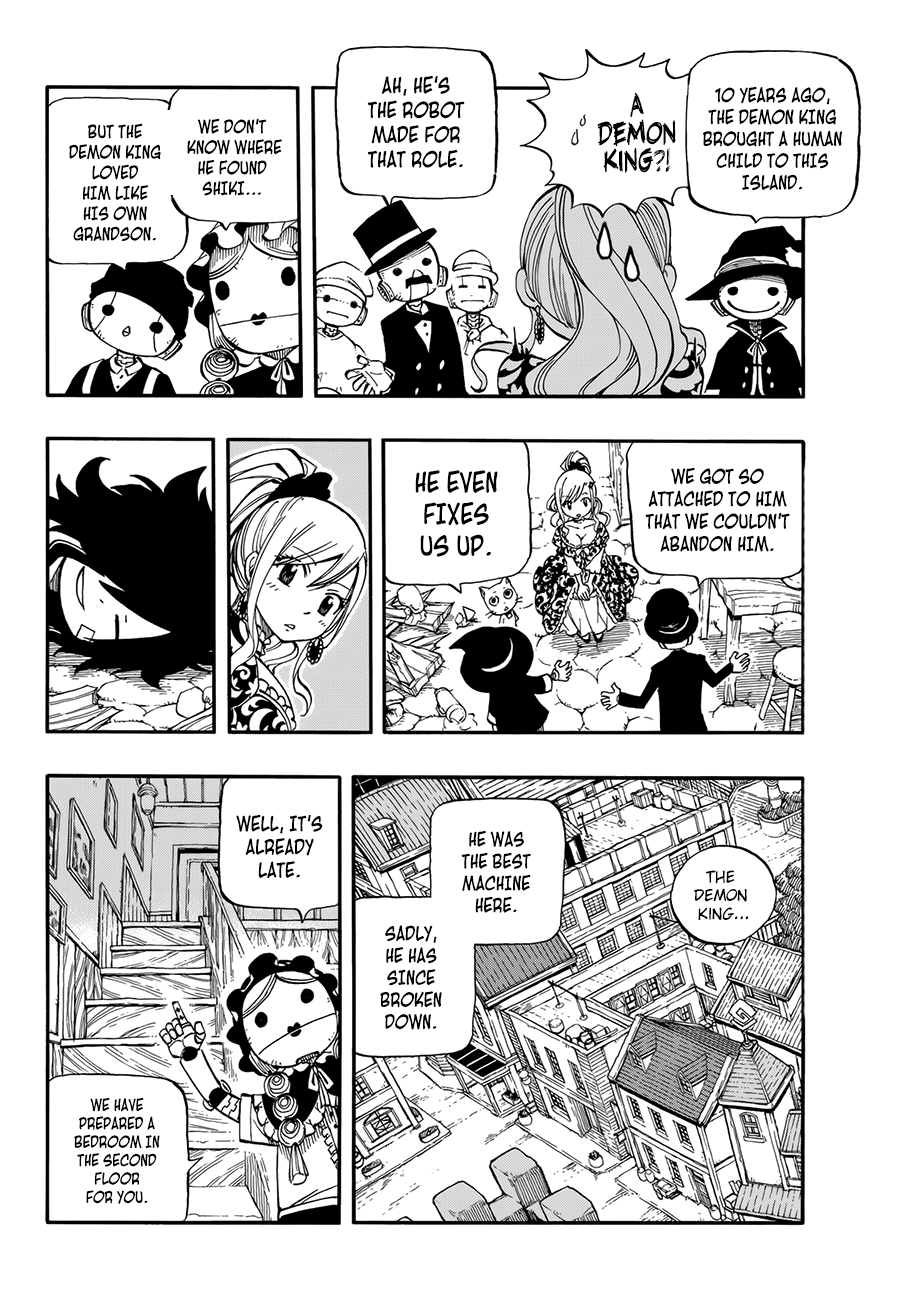 10 YEARS AGO,
THE DEMON KING
BROUGHT A HUMAN
CHILD TO THIS
ISLAND.
A
DEMON
KING?!
AH, HE'S
THE ROBOT
MADE FOR
THAT ROLE.
WE DON'T
KNOW WHERE
HE FOUND
SHIKI...
BUT THE
DEMON KING
LOVED
HIM LIKE
HIS OWN
GRANDSON.
WE GOT SO
ATTACHED TO HIM
THAT WE COULDN'T
ABANDON HIM.
HE EVEN
FIXES
US UP.
THE
DEMON
KING...
HE WAS
THE BEST
MACHINE
HERE.
SADLY,
HE HAS
SINCE
BROKEN
DOWN.
WELL, IT'S
ALREADY
LATE.
WE HAVE
PREPARED A
BEDROOM IN
THE SECOND
FLOOR
FOR YOU.